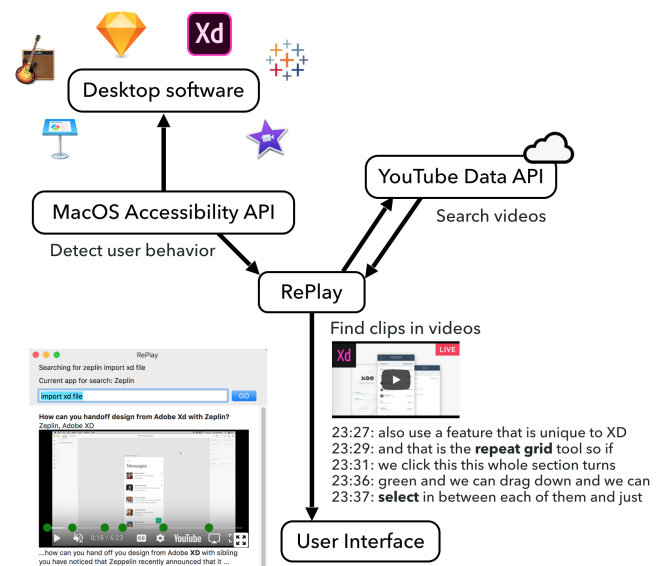 Xd
Desktop software
YouTube Data API
MacOS Accessibility API
Search videos
Detect user behavior
RePlay
Find clips in videos
Xd
LIVE
XOO
23:27: also use a feature that is unique to XD
23:29: and that is the repeat grid tool so if
23:31: we click this this whole section turns
23:36: green and we can drag down and we can
23:37: select in between each of them and just
User Interface
RePlay
Searching for zeplin import xd file
Current app for search: Zeplin
import xd file
GO
How can you handoff design from Adobe Xd with Zeplin?
Zeplin, Adobe XD
Messages
0:15 / 6:23
CC
YouTube
...how can you hand off you design from Adobe XD with sibling
you have noticed that Zeppelin recently announced that it ...